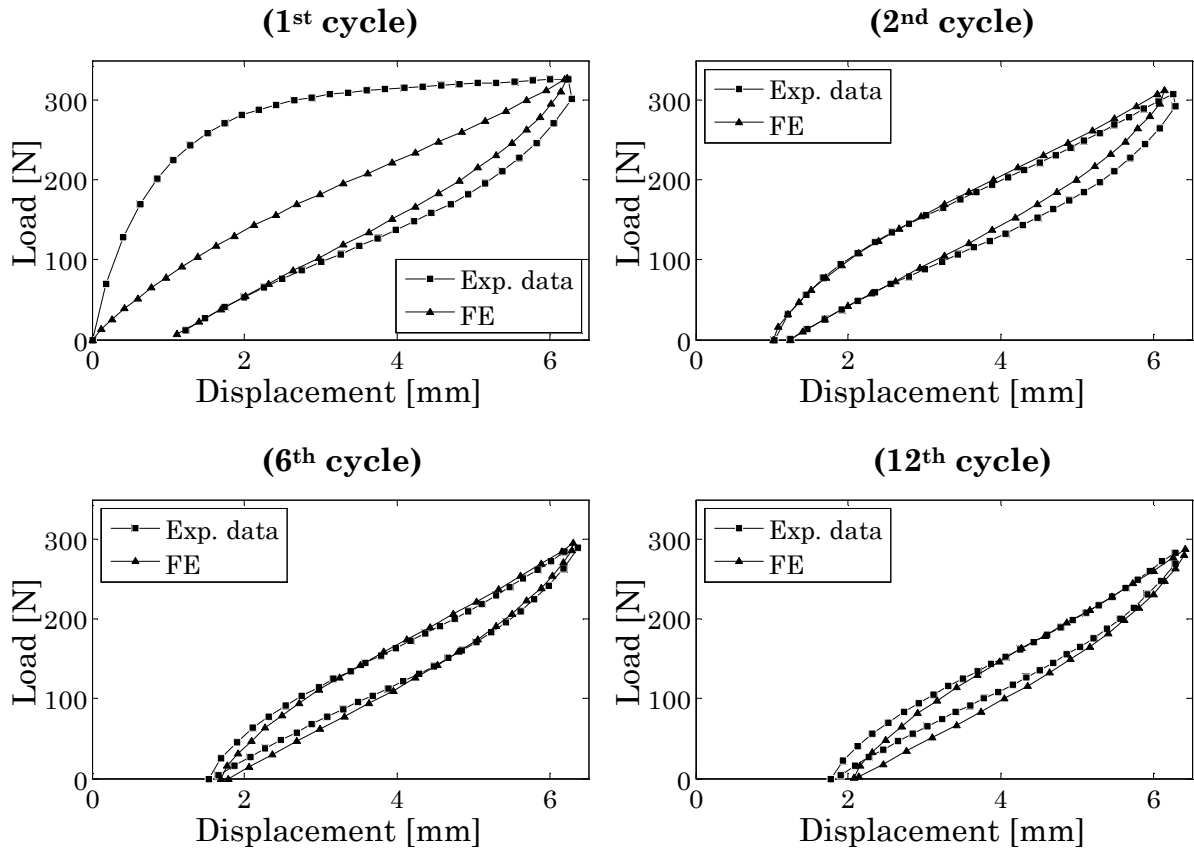 (1st cycle)
300
200
100
0
Load [N]
Exp. data
FE
0
2
4
6
Displacement [mm]
(2nd cycle)
300
200
100
0
Load [N]
Exp. data
FE
2
4
6
Displacement [mm]
(6th cycle)
300
200
100
0
Load [N]
Exp. data
FE
0
2
4
6
Displacement [mm]
(12th cycle)
300
200
100
0
Load [N]
Exp. data
FE
0
2
4
6
Displacement [mm]